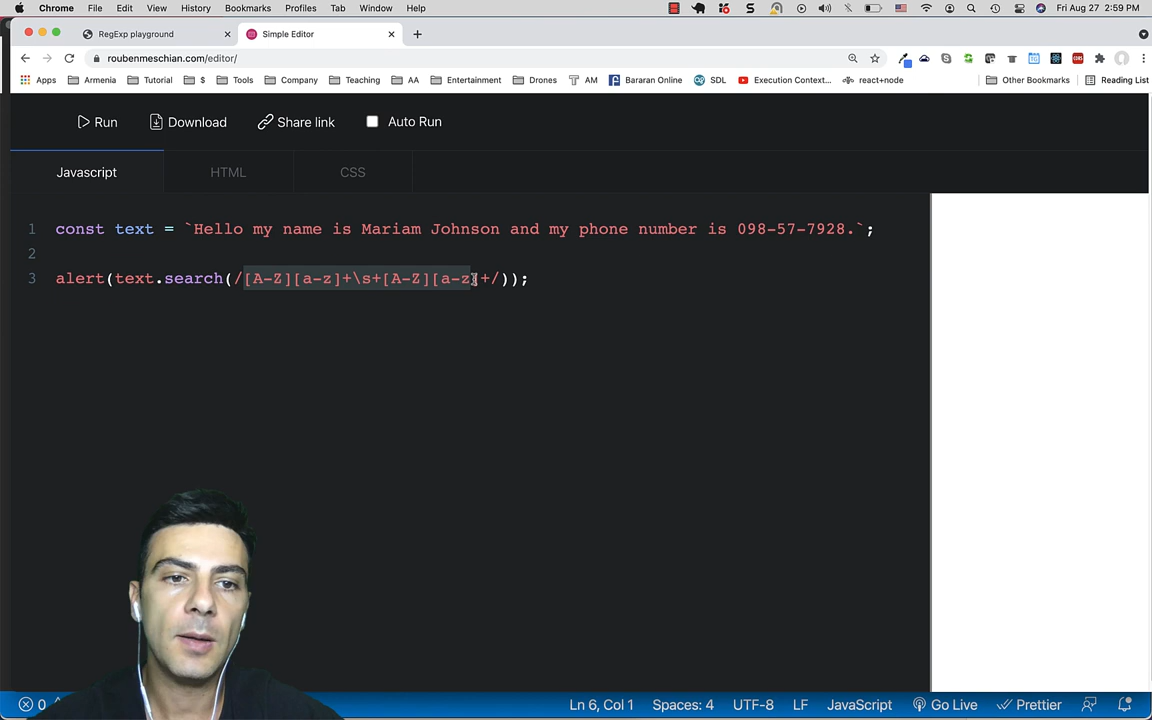 Chrome File Edit View History Bookmarks Profiles Tab Window Help Fri Aug 27 2:59 PM
RegExp playground Simple Editor
roubenmeschian.com/editor/
Apps Armenia Tutorial $ Tools Company Teaching AA Entertainment Drones AM Bararan Online SDL Execution Context... react+node Other Bookmarks Reading List
Run Download Share link Auto Run
Javascript HTML CSS
1 const text = `Hello my name is Mariam Johnson and my phone number is 098-57-7928.`;
2
3 alert(text.search(/[A-Z][a-z]+\s+[A-Z][a-z]+/));
0 Ln 6, Col 1 Spaces: 4 UTF-8 LF JavaScript Go Live Prettier